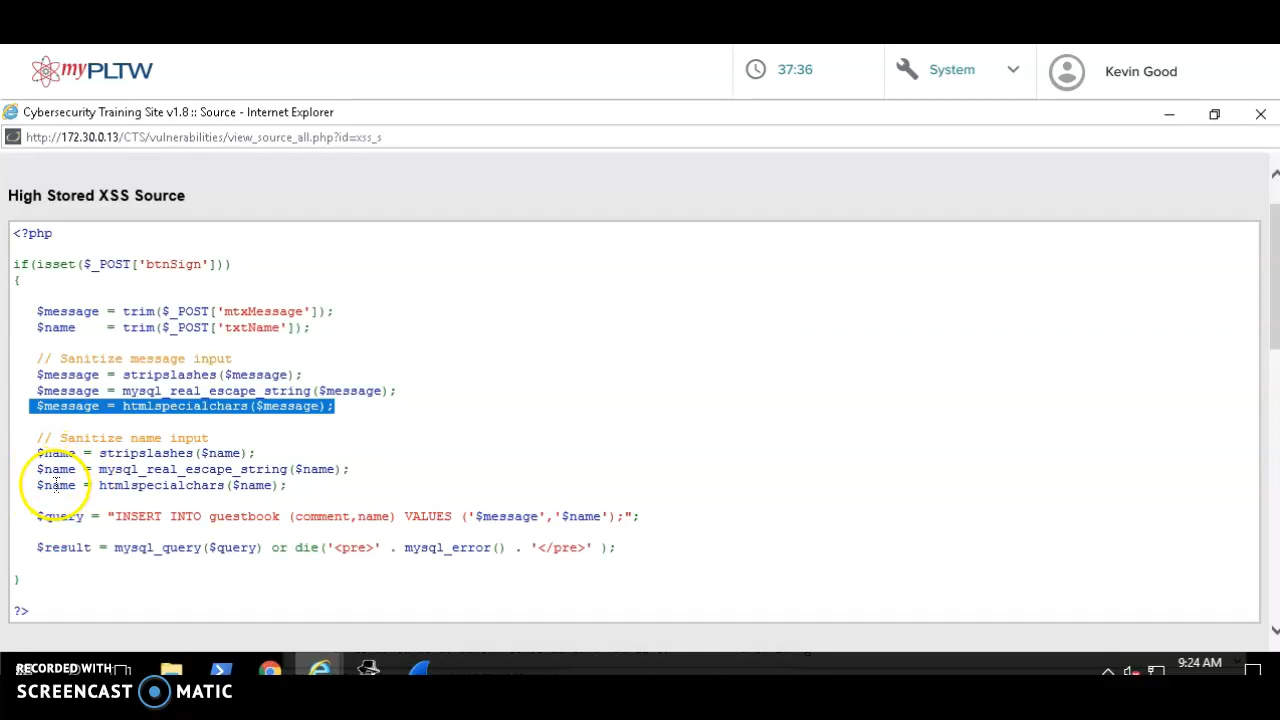 myPLTW
37:36
System
Kevin Good
Cybersecurity Training Site v1.8 :: Source - Internet Explorer
http://172.30.0.13/CTS/vulnerabilities/view_source_all.php?id=xss_s
High Stored XSS Source
<?php
if(isset($_POST['btnSign']))
{
$message = trim($_POST['mtxMessage']);
$name    = trim($_POST['txtName']);
// Sanitize message input
$message = stripslashes($message);
$message = mysql_real_escape_string($message);
$message = htmlspecialchars($message);
// Sanitize name input
$name = stripslashes($name);
$name = mysql_real_escape_string($name);
$name = htmlspecialchars($name);
$query = "INSERT INTO guestbook (comment,name) VALUES ('$message','$name');";
$result = mysql_query($query) or die('<pre>' . mysql_error() . '</pre>' );
}
?>
9:24 AM
RECORDED WITH
SCREENCAST MATIC